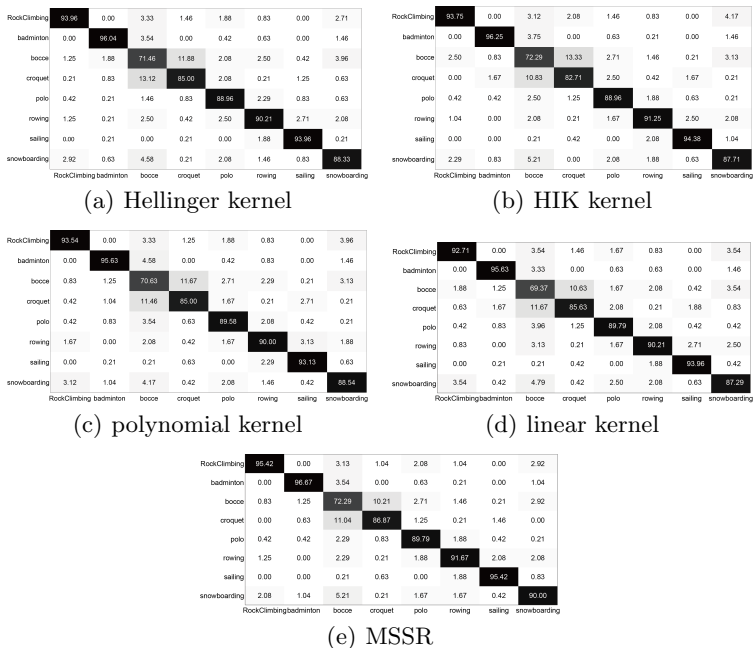 RockClimbing 93.96 0.00 3.33 1.46 1.88 0.83 0.00 2.71
badminton 0.00 96.04 3.54 0.00 0.42 0.63 0.00 1.46
bocce 1.25 1.88 71.46 11.88 2.08 2.50 0.42 3.96
croquet 0.21 0.83 13.12 85.00 2.08 0.21 1.25 0.63
polo 0.42 0.21 1.46 0.83 88.96 2.29 0.83 0.63
rowing 1.25 0.21 2.50 0.42 2.50 90.21 2.71 2.08
sailing 0.00 0.21 0.00 0.21 0.00 1.88 93.96 0.21
snowboarding 2.92 0.63 4.58 0.21 2.08 1.46 0.83 88.33
RockClimbing badminton bocce croquet polo rowing sailing snowboarding
(a) Hellinger kernel
RockClimbing 93.75 0.00 3.12 2.08 1.46 0.83 0.00 4.17
badminton 0.00 96.25 3.75 0.00 0.63 0.21 0.00 1.46
bocce 2.50 0.83 72.29 13.33 2.71 1.46 0.21 3.13
croquet 0.00 1.67 10.83 82.71 2.50 0.42 1.67 0.21
polo 0.42 0.42 2.50 1.25 88.96 1.88 0.63 0.21
rowing 1.04 0.00 2.08 0.21 1.67 91.25 2.50 2.08
sailing 0.00 0.00 0.21 0.42 0.00 2.08 94.38 1.04
snowboarding 2.29 0.83 5.21 0.00 2.08 1.88 0.63 87.71
RockClimbing badminton bocce croquet polo rowing sailing snowboarding
(b) HIK kernel
RockClimbing 93.54 0.00 3.33 1.25 1.88 0.83 0.00 3.96
badminton 0.00 95.63 4.58 0.00 0.42 0.42 0.00 1.46
bocce 0.83 1.25 70.63 11.67 2.71 2.29 0.21 3.13
croquet 0.42 1.04 11.46 85.00 1.67 0.21 2.71 0.21
polo 0.42 0.83 3.54 0.63 89.58 2.08 0.42 0.21
rowing 1.67 0.00 2.08 0.42 1.67 90.00 3.13 1.88
sailing 0.00 0.21 0.21 0.63 0.00 2.29 93.13 0.63
snowboarding 3.12 1.04 4.17 0.42 2.08 1.46 0.42 88.54
RockClimbing badminton bocce croquet polo rowing sailing snowboarding
(c) polynomial kernel
RockClimbing 92.71 0.00 3.54 1.46 1.67 0.83 0.00 3.54
badminton 0.00 95.63 3.33 0.00 0.63 0.63 0.00 1.46
bocce 1.88 1.25 69.37 10.63 2.08 1.67 0.42 3.54
croquet 0.63 1.67 11.67 85.63 2.08 0.21 1.88 0.83
polo 0.42 0.83 3.96 1.25 89.79 2.08 0.42 0.42
rowing 0.83 0.00 3.13 0.21 1.67 90.21 2.71 2.50
sailing 0.00 0.21 0.21 0.42 0.00 1.88 93.96 0.42
snowboarding 3.54 0.42 4.79 0.42 2.50 2.08 0.63 87.29
RockClimbing badminton bocce croquet polo rowing sailing snowboarding
(d) linear kernel
RockClimbing 95.42 0.00 3.13 1.04 2.08 1.04 0.00 2.92
badminton 0.00 96.67 3.54 0.00 0.63 0.21 0.00 1.04
bocce 0.83 1.25 72.29 10.21 2.71 1.46 0.21 2.92
croquet 0.00 0.63 11.04 86.87 1.25 0.21 1.46 0.00
polo 0.42 0.42 2.29 0.83 89.79 1.88 0.42 0.21
rowing 1.25 0.00 2.29 0.21 1.88 91.67 2.08 2.08
sailing 0.00 0.00 0.21 0.63 0.00 1.88 95.42 0.83
snowboarding 2.08 1.04 5.21 0.21 1.67 1.67 0.42 90.00
RockClimbing badminton bocce croquet polo rowing sailing snowboarding
(e) MSSR